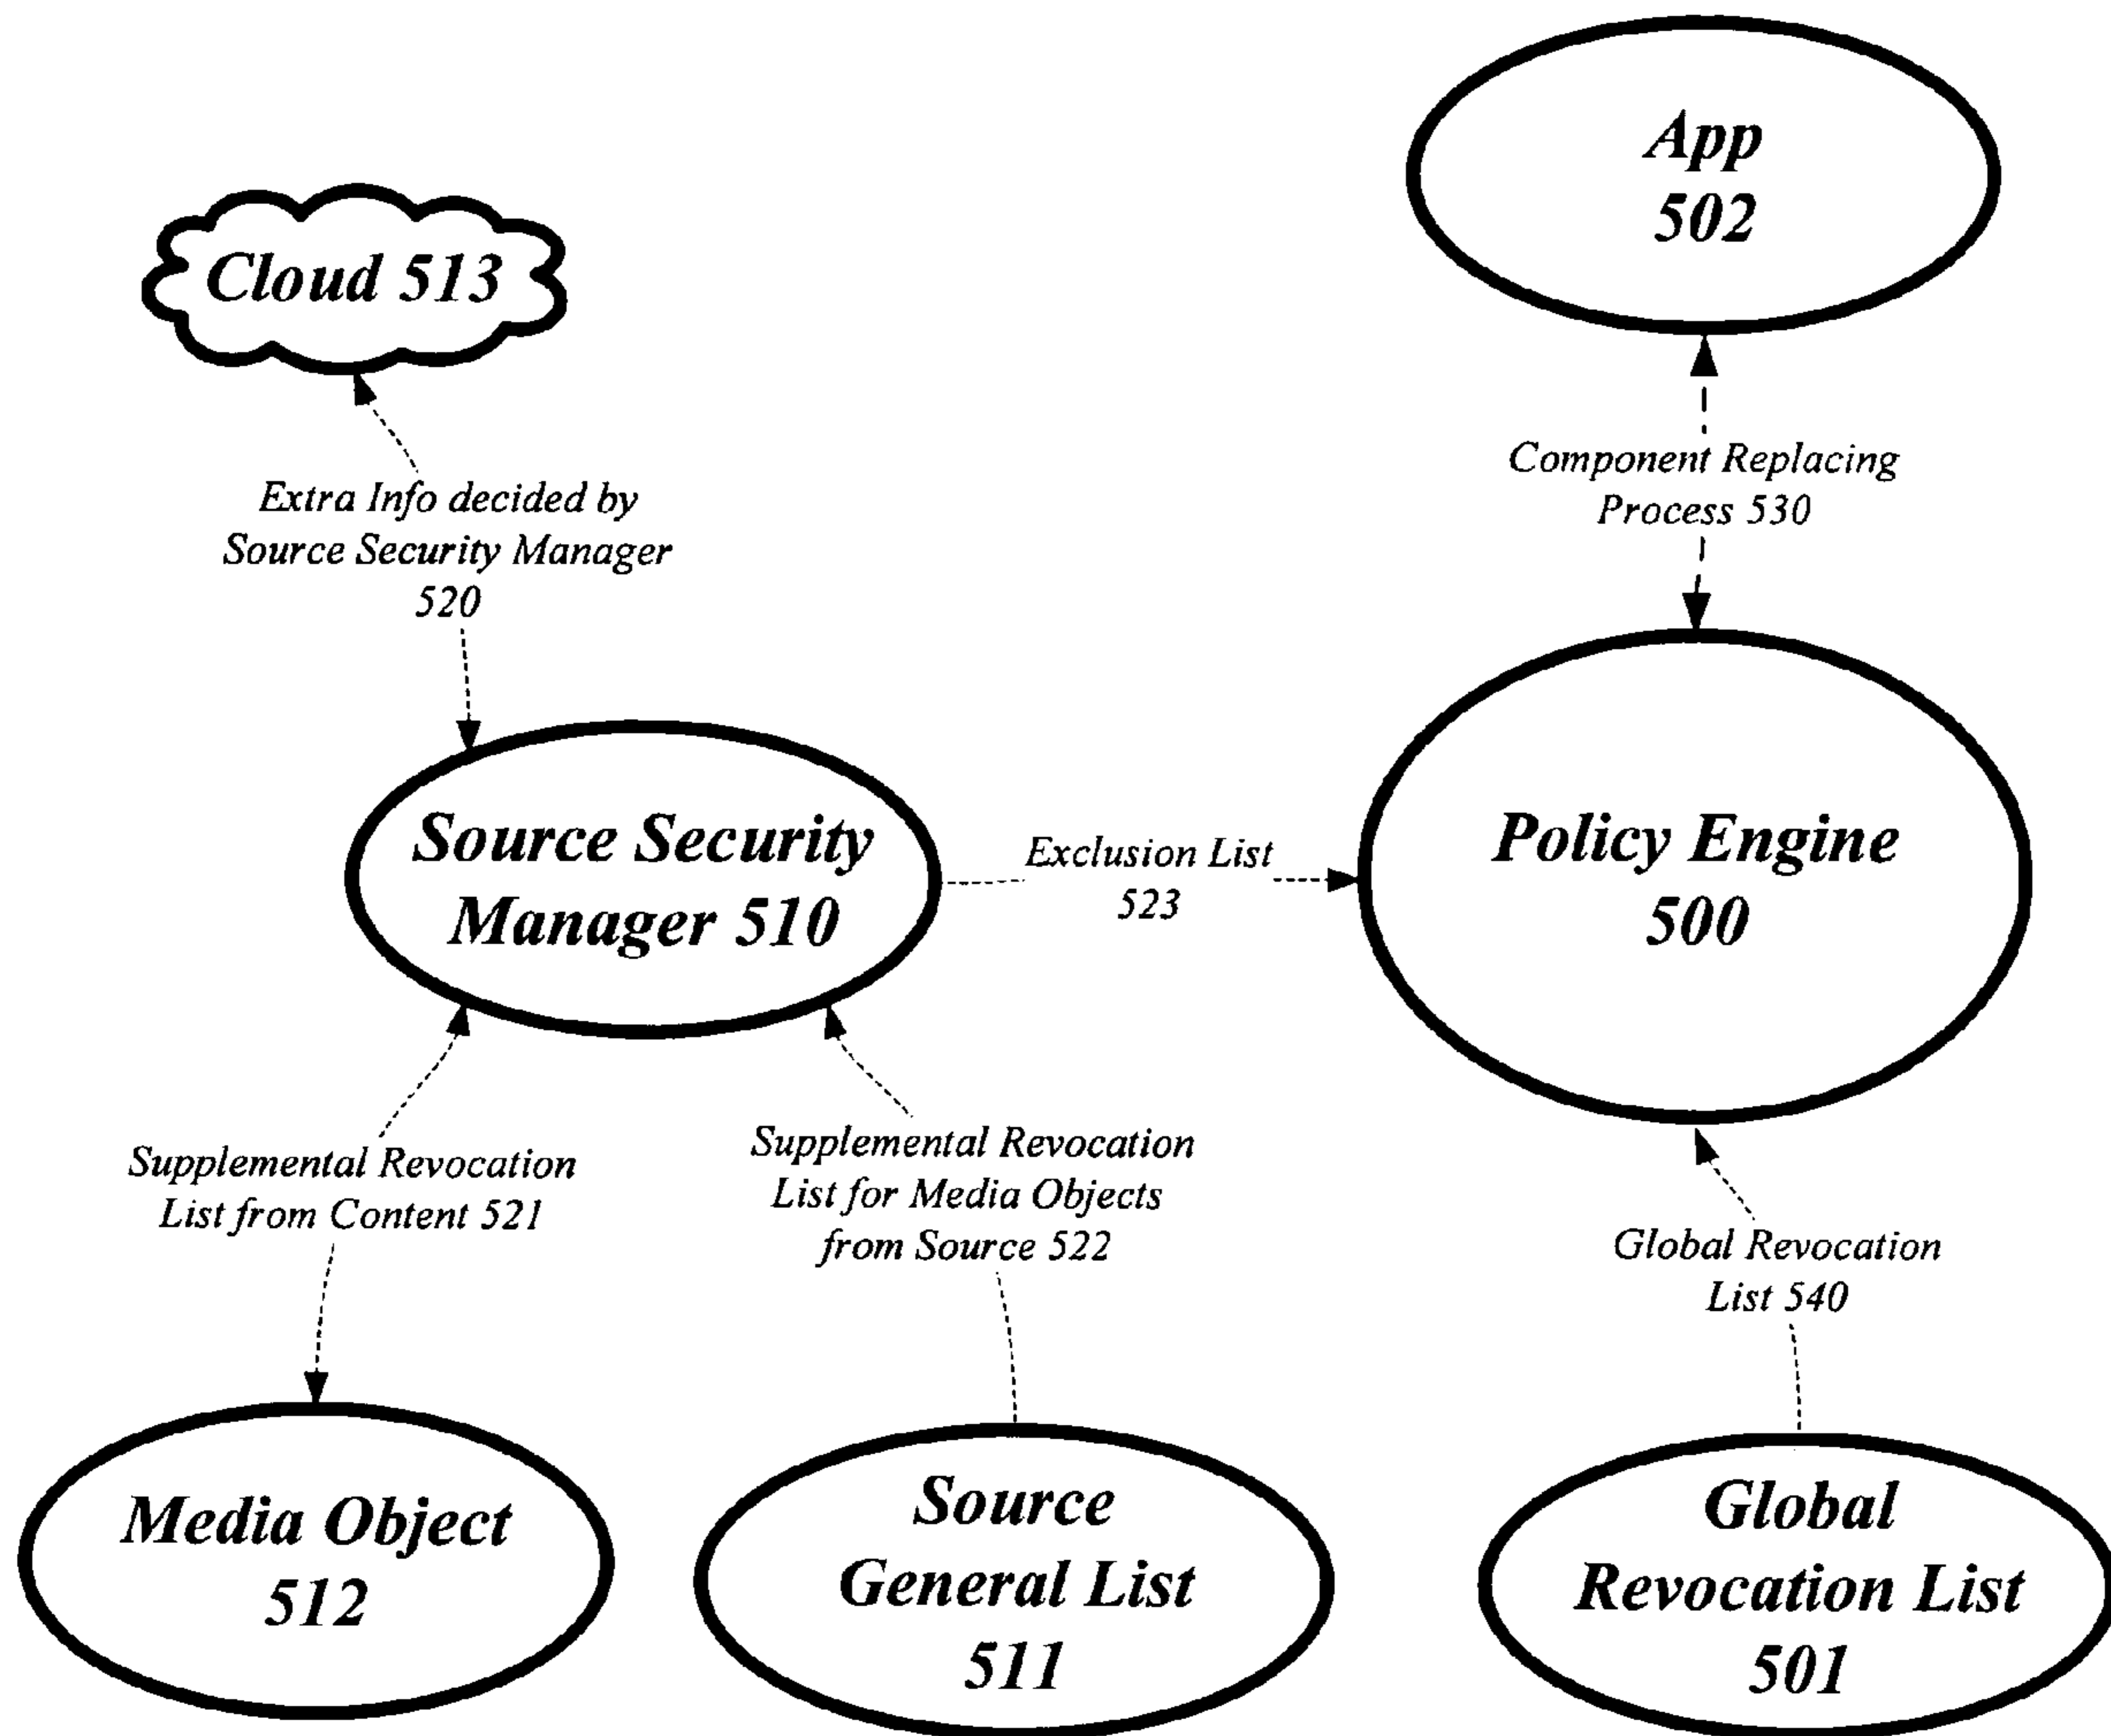 App
502
Cloud 513
Component Replacing
Process 530
Extra Info decided by
Source Security Manager
520
Source Security
Manager 510
Exclusion List
523
Policy Engine
500
Supplemental Revocation
List from Content 521
Supplemental Revocation
List for Media Objects
from Source 522
Global Revocation
List 540
Media Object
512
Source
General List
511
Global
Revocation List
501